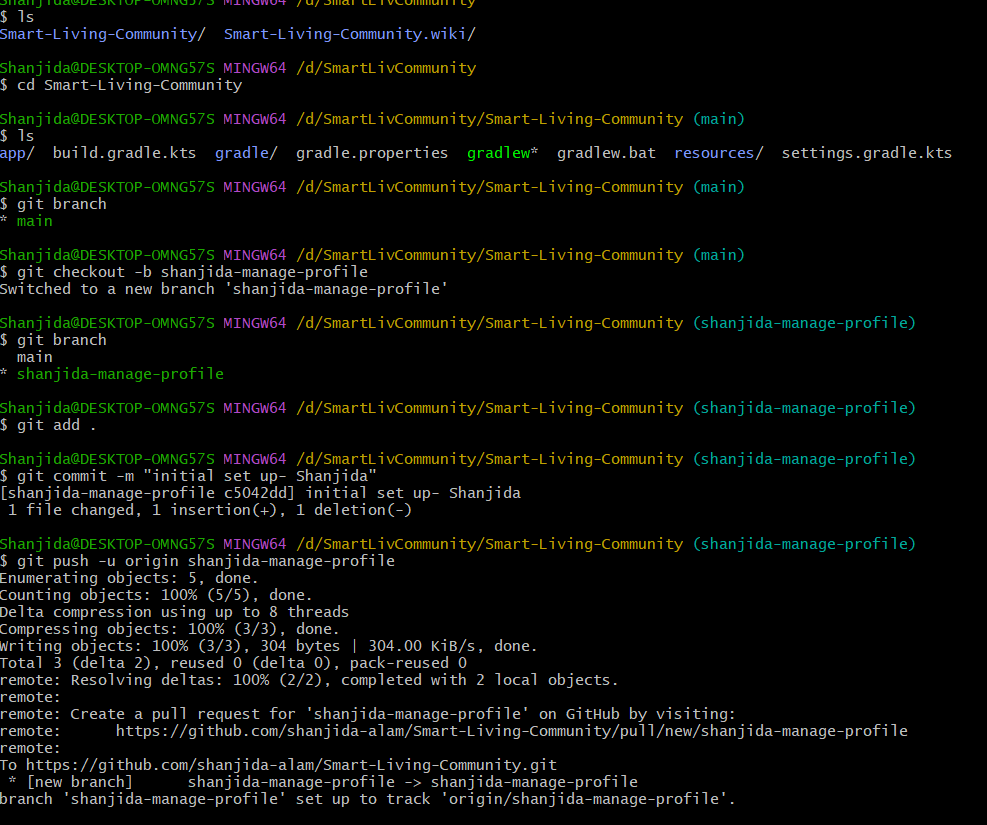 Shanjida@DESKTOP-OMNG57S MINGW64 /d/SmartLivCommunity
$ ls
Smart-Living-Community/  Smart-Living-Community.wiki/
Shanjida@DESKTOP-OMNG57S MINGW64 /d/SmartLivCommunity
$ cd Smart-Living-Community
Shanjida@DESKTOP-OMNG57S MINGW64 /d/SmartLivCommunity/Smart-Living-Community (main)
$ ls
app/  build.gradle.kts  gradle/  gradle.properties  gradlew*  gradlew.bat  resources/  settings.gradle.kts
Shanjida@DESKTOP-OMNG57S MINGW64 /d/SmartLivCommunity/Smart-Living-Community (main)
$ git branch
* main
Shanjida@DESKTOP-OMNG57S MINGW64 /d/SmartLivCommunity/Smart-Living-Community (main)
$ git checkout -b shanjida-manage-profile
Switched to a new branch 'shanjida-manage-profile'
Shanjida@DESKTOP-OMNG57S MINGW64 /d/SmartLivCommunity/Smart-Living-Community (shanjida-manage-profile)
$ git branch
  main
* shanjida-manage-profile
Shanjida@DESKTOP-OMNG57S MINGW64 /d/SmartLivCommunity/Smart-Living-Community (shanjida-manage-profile)
$ git add .
Shanjida@DESKTOP-OMNG57S MINGW64 /d/SmartLivCommunity/Smart-Living-Community (shanjida-manage-profile)
$ git commit -m "initial set up- Shanjida"
[shanjida-manage-profile c5042dd] initial set up- Shanjida
 1 file changed, 1 insertion(+), 1 deletion(-)
Shanjida@DESKTOP-OMNG57S MINGW64 /d/SmartLivCommunity/Smart-Living-Community (shanjida-manage-profile)
$ git push -u origin shanjida-manage-profile
Enumerating objects: 5, done.
Counting objects: 100% (5/5), done.
Delta compression using up to 8 threads
Compressing objects: 100% (3/3), done.
Writing objects: 100% (3/3), 304 bytes | 304.00 KiB/s, done.
Total 3 (delta 2), reused 0 (delta 0), pack-reused 0
remote: Resolving deltas: 100% (2/2), completed with 2 local objects.
remote:
remote: Create a pull request for 'shanjida-manage-profile' on GitHub by visiting:
remote:      https://github.com/shanjida-alam/Smart-Living-Community/pull/new/shanjida-manage-profile
remote:
To https://github.com/shanjida-alam/Smart-Living-Community.git
 * [new branch]      shanjida-manage-profile -> shanjida-manage-profile
branch 'shanjida-manage-profile' set up to track 'origin/shanjida-manage-profile'.